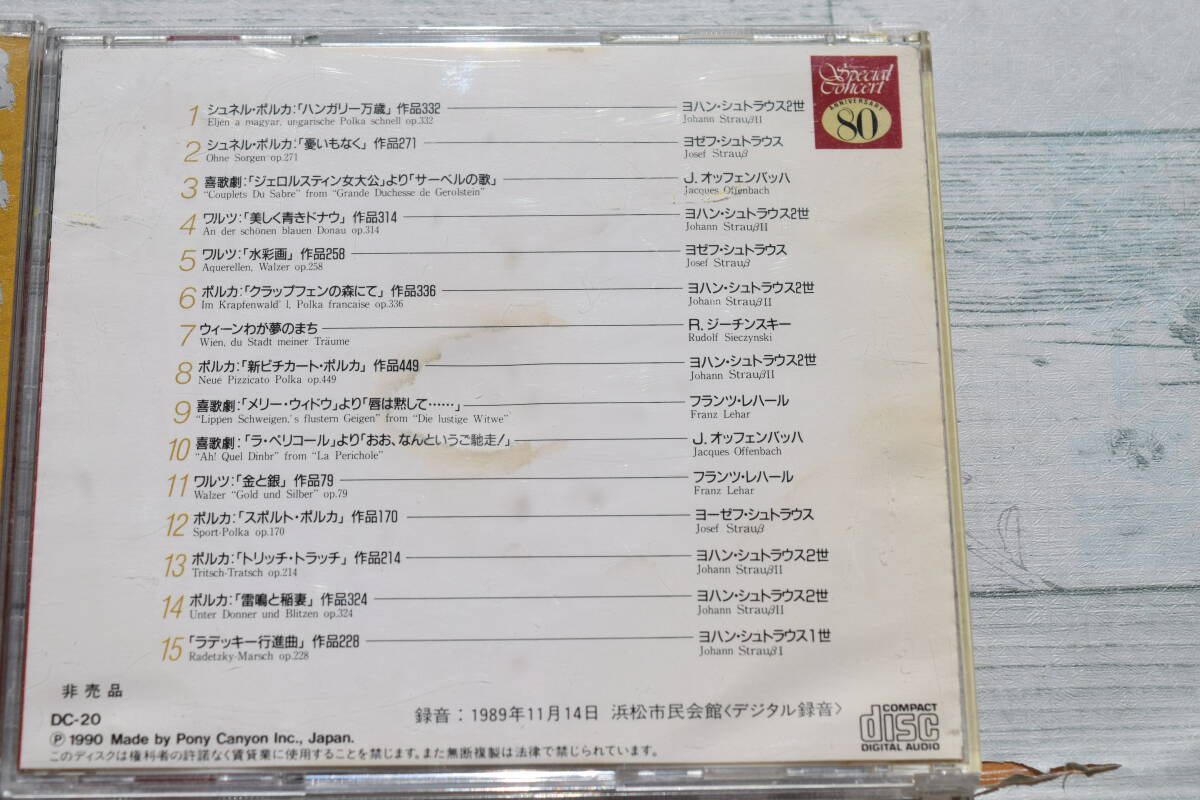 Special
Concert
ANNIVERSARY
80
1 シュネル・ポルカ:「ハンガリー万歳」 作品332 ヨハン・シュトラウス2世
Eljen a magyar, ungarische Polka schnell op.332 Johann StrauβII
2 シュネル・ポルカ:「憂いもなく」 作品271 ヨゼフ・シュトラウス
Ohne Sorgen op.271 Josef Strauβ
3 喜歌劇:「ジェロルスティン女大公」より「サーベルの歌」 J.オッフェンバッハ
"Couplets Du Sabre" from "Grande Duchesse de Gerolstein" Jacques Offenbach
4 ワルツ:「美しく青きドナウ」 作品314 ヨハン・シュトラウス2世
An der schönen blauen Donau op.314 Johann StrauβII
5 ワルツ:「水彩画」 作品258 ヨゼフ・シュトラウス
Aquerellen, Walzer op.258 Josef Strauβ
6 ポルカ:「クラップフェンの森にて」 作品336 ヨハン・シュトラウス2世
Im Krapfenwald' l, Polka francaise op.336 Johann StrauβII
7 ウィーンわが夢のまち R.ジーチンスキー
Wien, du Stadt meiner Träume Rudolf Sieczynski
8 ポルカ:「新ピチカート・ポルカ」 作品449 ヨハン・シュトラウス2世
Neue Pizzicato Polka op.449 Johann StrauβII
9 喜歌劇:「メリー・ウィドウ」より「唇は黙して……」 フランツ・レハール
"Lippen Schweigen,'s flustern Geigen" from "Die lustige Witwe" Franz Lehar
10 喜歌劇:「ラ・ペリコール」より「おお、なんというご馳走!」 J.オッフェンバッハ
"Ah! Quel Dinbr" from "La Perichole" Jacques Offenbach
11 ワルツ:「金と銀」 作品79 フランツ・レハール
Walzer "Gold und Silber" op.79 Franz Lehar
12 ポルカ:「スポルト・ポルカ」 作品170 ヨーゼフ・シュトラウス
Sport-Polka op.170 Josef Strauβ
13 ポルカ:「トリッチ・トラッチ」 作品214 ヨハン・シュトラウス2世
Tritsch-Tratsch op.214 Johann StrauβII
14 ポルカ:「雷鳴と稲妻」 作品324 ヨハン・シュトラウス2世
Unter Donner und Blitzen op.324 Johann StrauβII
15 「ラデッキー行進曲」 作品228 ヨハン・シュトラウス1世
Radetzky-Marsch op.228 Johann StrauβI
非売品
DC-20
録音:1989年11月14日 浜松市民会館〈デジタル録音〉
Ⓟ 1990 Made by Pony Canyon Inc., Japan.
このディスクは権利者の許諾なく賃貸業に使用することを禁じます。また無断複製は法律で禁じられています。
COMPACT
disc
DIGITAL AUDIO